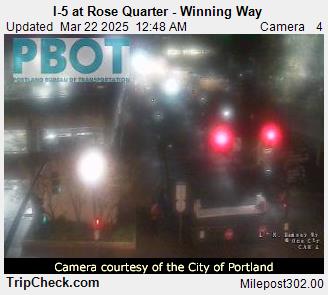 I-5 at Rose Quarter - Winning Way
Updated Mar 22 2025 12:48 AM Camera 4
PBOT
PORTLAND BUREAU OF TRANSPORTATION
Camera courtesy of the City of Portland
TripCheck.com Milepost302.00